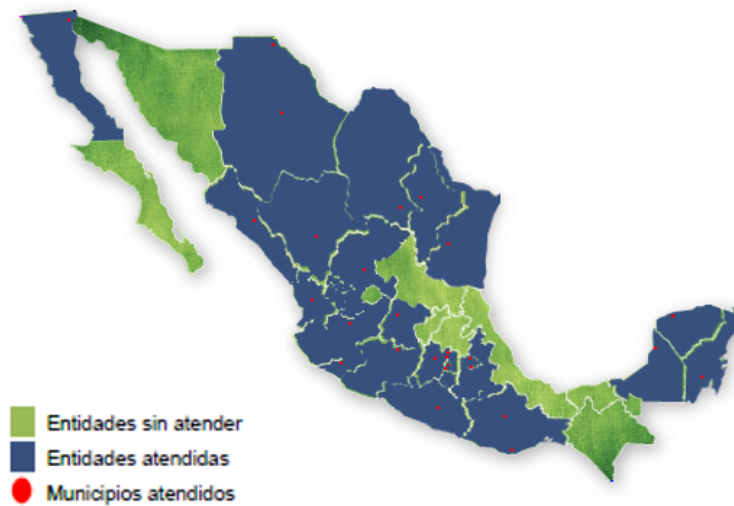 Entidades sin atender
Entidades atendidas
Municipios atendidos